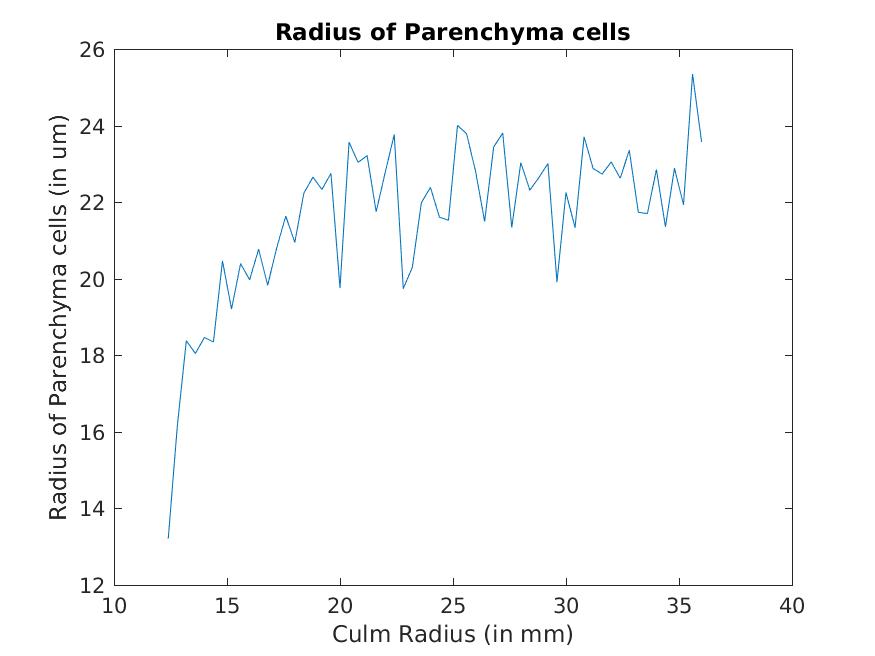 Radius of Parenchyma cells
26
24
22
20
18
16
14
12
Radius of Parenchyma cells (in um)
10 15 20 25 30 35 40
Culm Radius (in mm)